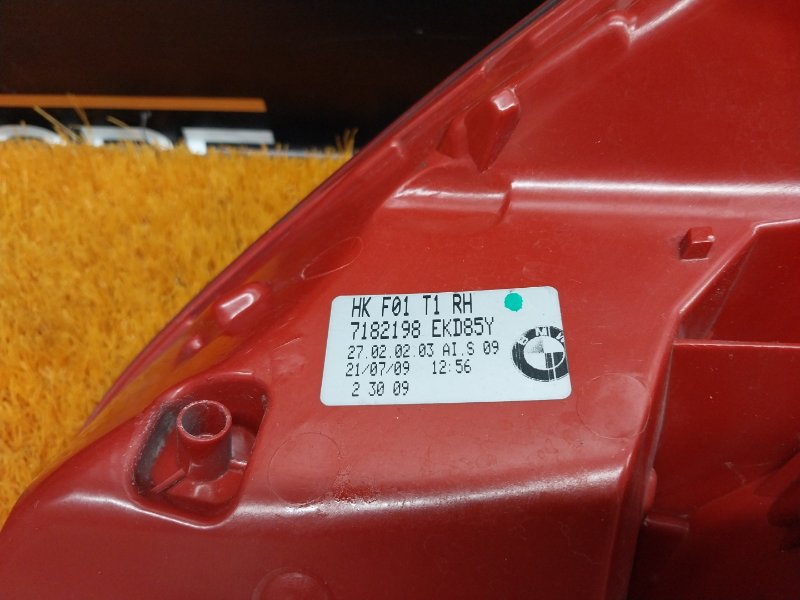 HK F01 T1 RH
7182198 EKD85Y
27.02.02.03 AI.S 09
21/07/09 12:56
2 30 09
BMW